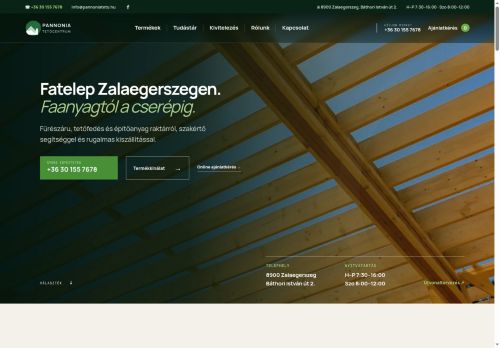 +36 30 155 7678 info@pannoniateto.hu 8900 Zalaegerszeg, Báthori István út 2. H–P 7:30–16:00 · Szo 8:00–12:00
PANNONIA
TETŐCENTRUM
Termékek Tudástár Kivitelezés Rólunk Kapcsolat
+36 30 155 7678
Ajánlatkérés 0
Fatelep Zalaegerszegen.
Faanyagtól a cserépig.
Fűrészáru, tetőfedés és építőanyag raktárról, szakértő
segítséggel és rugalmas kiszállítással.
+36 30 155 7678
Termékkínálat →
Online ajánlatkérés →
TELEPHELY
8900 Zalaegerszeg
Báthori István út 2.
NYITVATARTÁS
H–P 7:30–16:00
Szo 8:00–12:00
VÁLASZTÉK ↓
Útvonaltervezés ↗